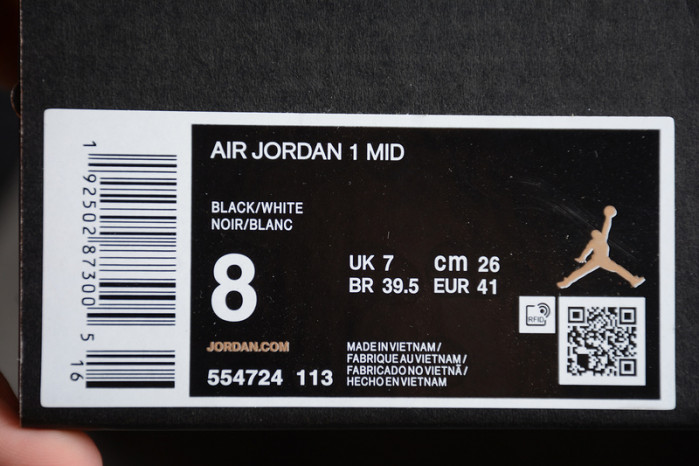 AIR JORDAN 1 MID
BLACK/WHITE
NOIR/BLANC
8
UK 7 cm 26
BR 39.5 EUR 41
RFID
JORDAN.COM
554724 113
MADE IN VIETNAM /
FABRIQUE AU VIETNAM /
FABRICADO NO VIETNÃ /
HECHO EN VIETNAM
1 92502 87300 5 16